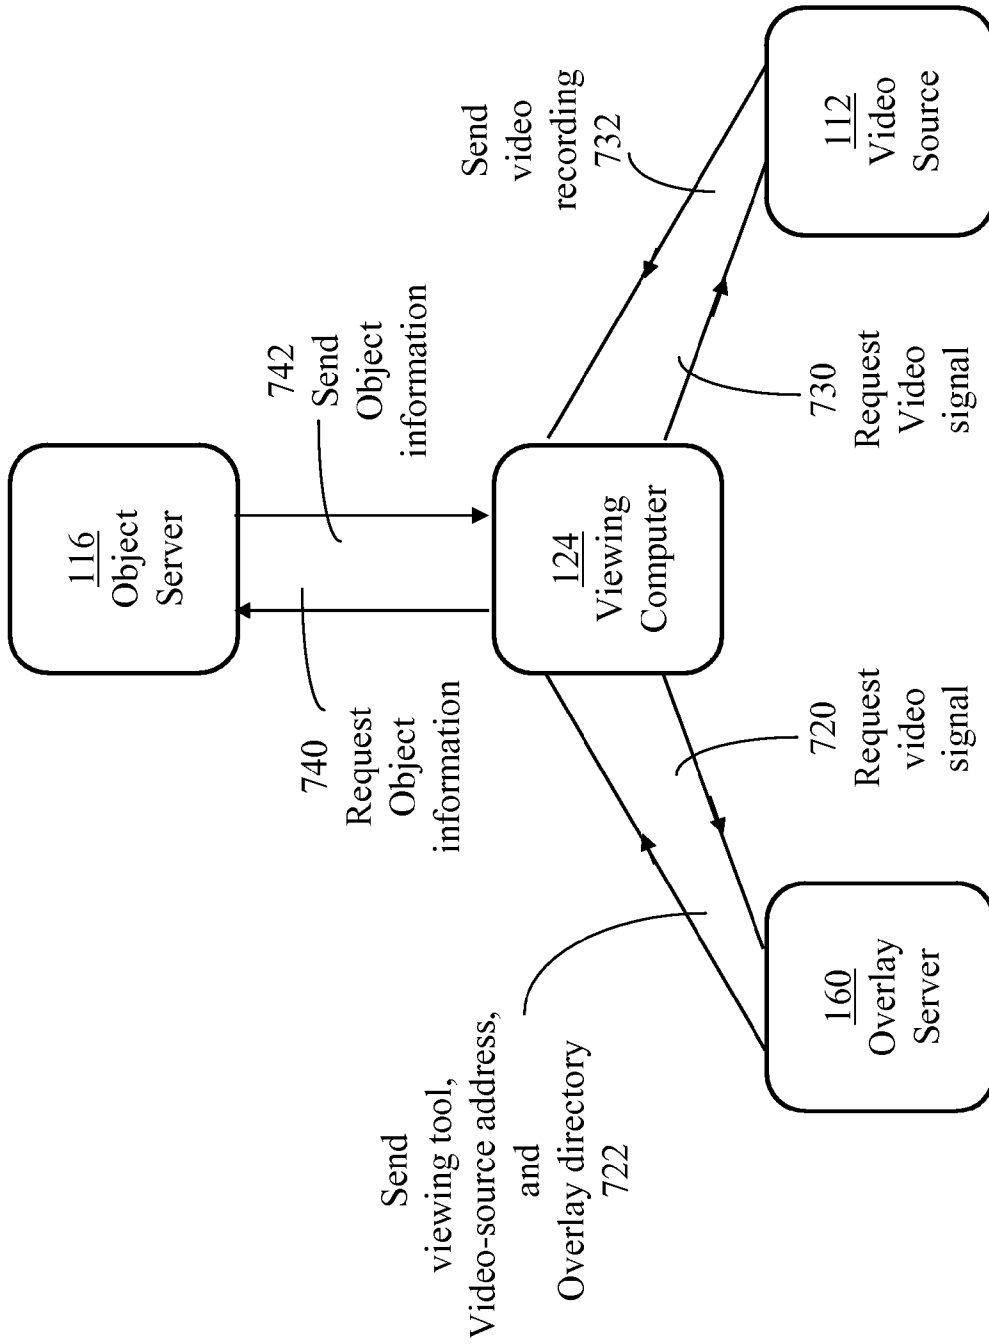 116
Object
Server
740
Request
Object
information
742
Send
Object
information
Send
video
recording
732
Send
viewing tool,
Video-source address,
and
Overlay directory
722
124
Viewing
Computer
160
Overlay
Server
720
Request
video
signal
730
Request
Video
signal
112
Video
Source